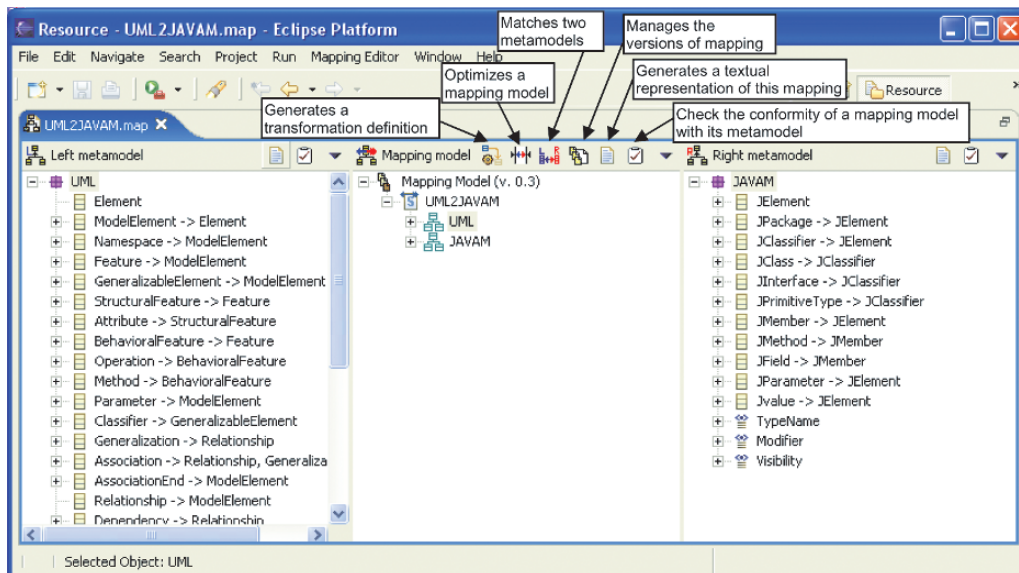 Resource - UML2JAVAM.map - Eclipse Platform
Matches two
metamodels
Manages the
versions of mapping
File Edit Navigate Search Project Run Mapping Editor Window Help
Optimizes a
mapping model
Generates a textual
representation of this mapping
Resource
Generates a
transformation definition
Check the conformity of a mapping model
with its metamodel
UML2JAVAM.map
Left metamodel
Mapping model
Right metamodel
UML
Element
ModelElement -> Element
Namespace -> ModelElement
Feature -> ModelElement
GeneralizableElement -> ModelElement
StructuralFeature -> Feature
Attribute -> StructuralFeature
BehavioralFeature -> Feature
Operation -> BehavioralFeature
Method -> BehavioralFeature
Parameter -> ModelElement
Classifier -> GeneralizableElement
Generalization -> Relationship
Association -> Relationship, Generaliza
AssociationEnd -> ModelElement
Relationship -> ModelElement
Dependency -> Relationship
Mapping Model (v. 0.3)
UML2JAVAM
UML
JAVAM
JAVAM
JElement
JPackage -> JElement
JClassifier -> JElement
JClass -> JClassifier
JInterface -> JClassifier
JPrimitiveType -> JClassifier
JMember -> JElement
JMethod -> JMember
JField -> JMember
JParameter -> JElement
Jvalue -> JElement
TypeName
Modifier
Visibility
Selected Object: UML